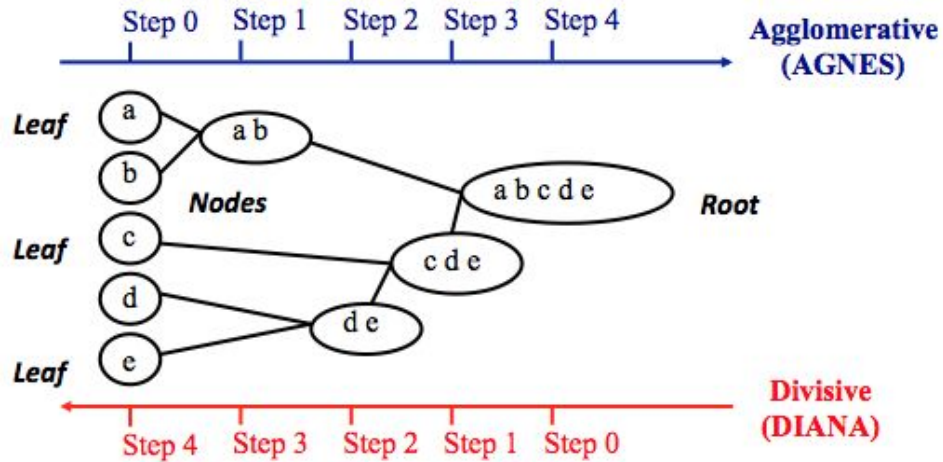 Step 0 Step 1 Step 2 Step 3 Step 4
Agglomerative
(AGNES)
Leaf
a
a b
b
a b c d e
Nodes
Root
Leaf
c
c d e
d
d e
Leaf
e
Divisive
(DIANA)
Step 4 Step 3 Step 2 Step 1 Step 0